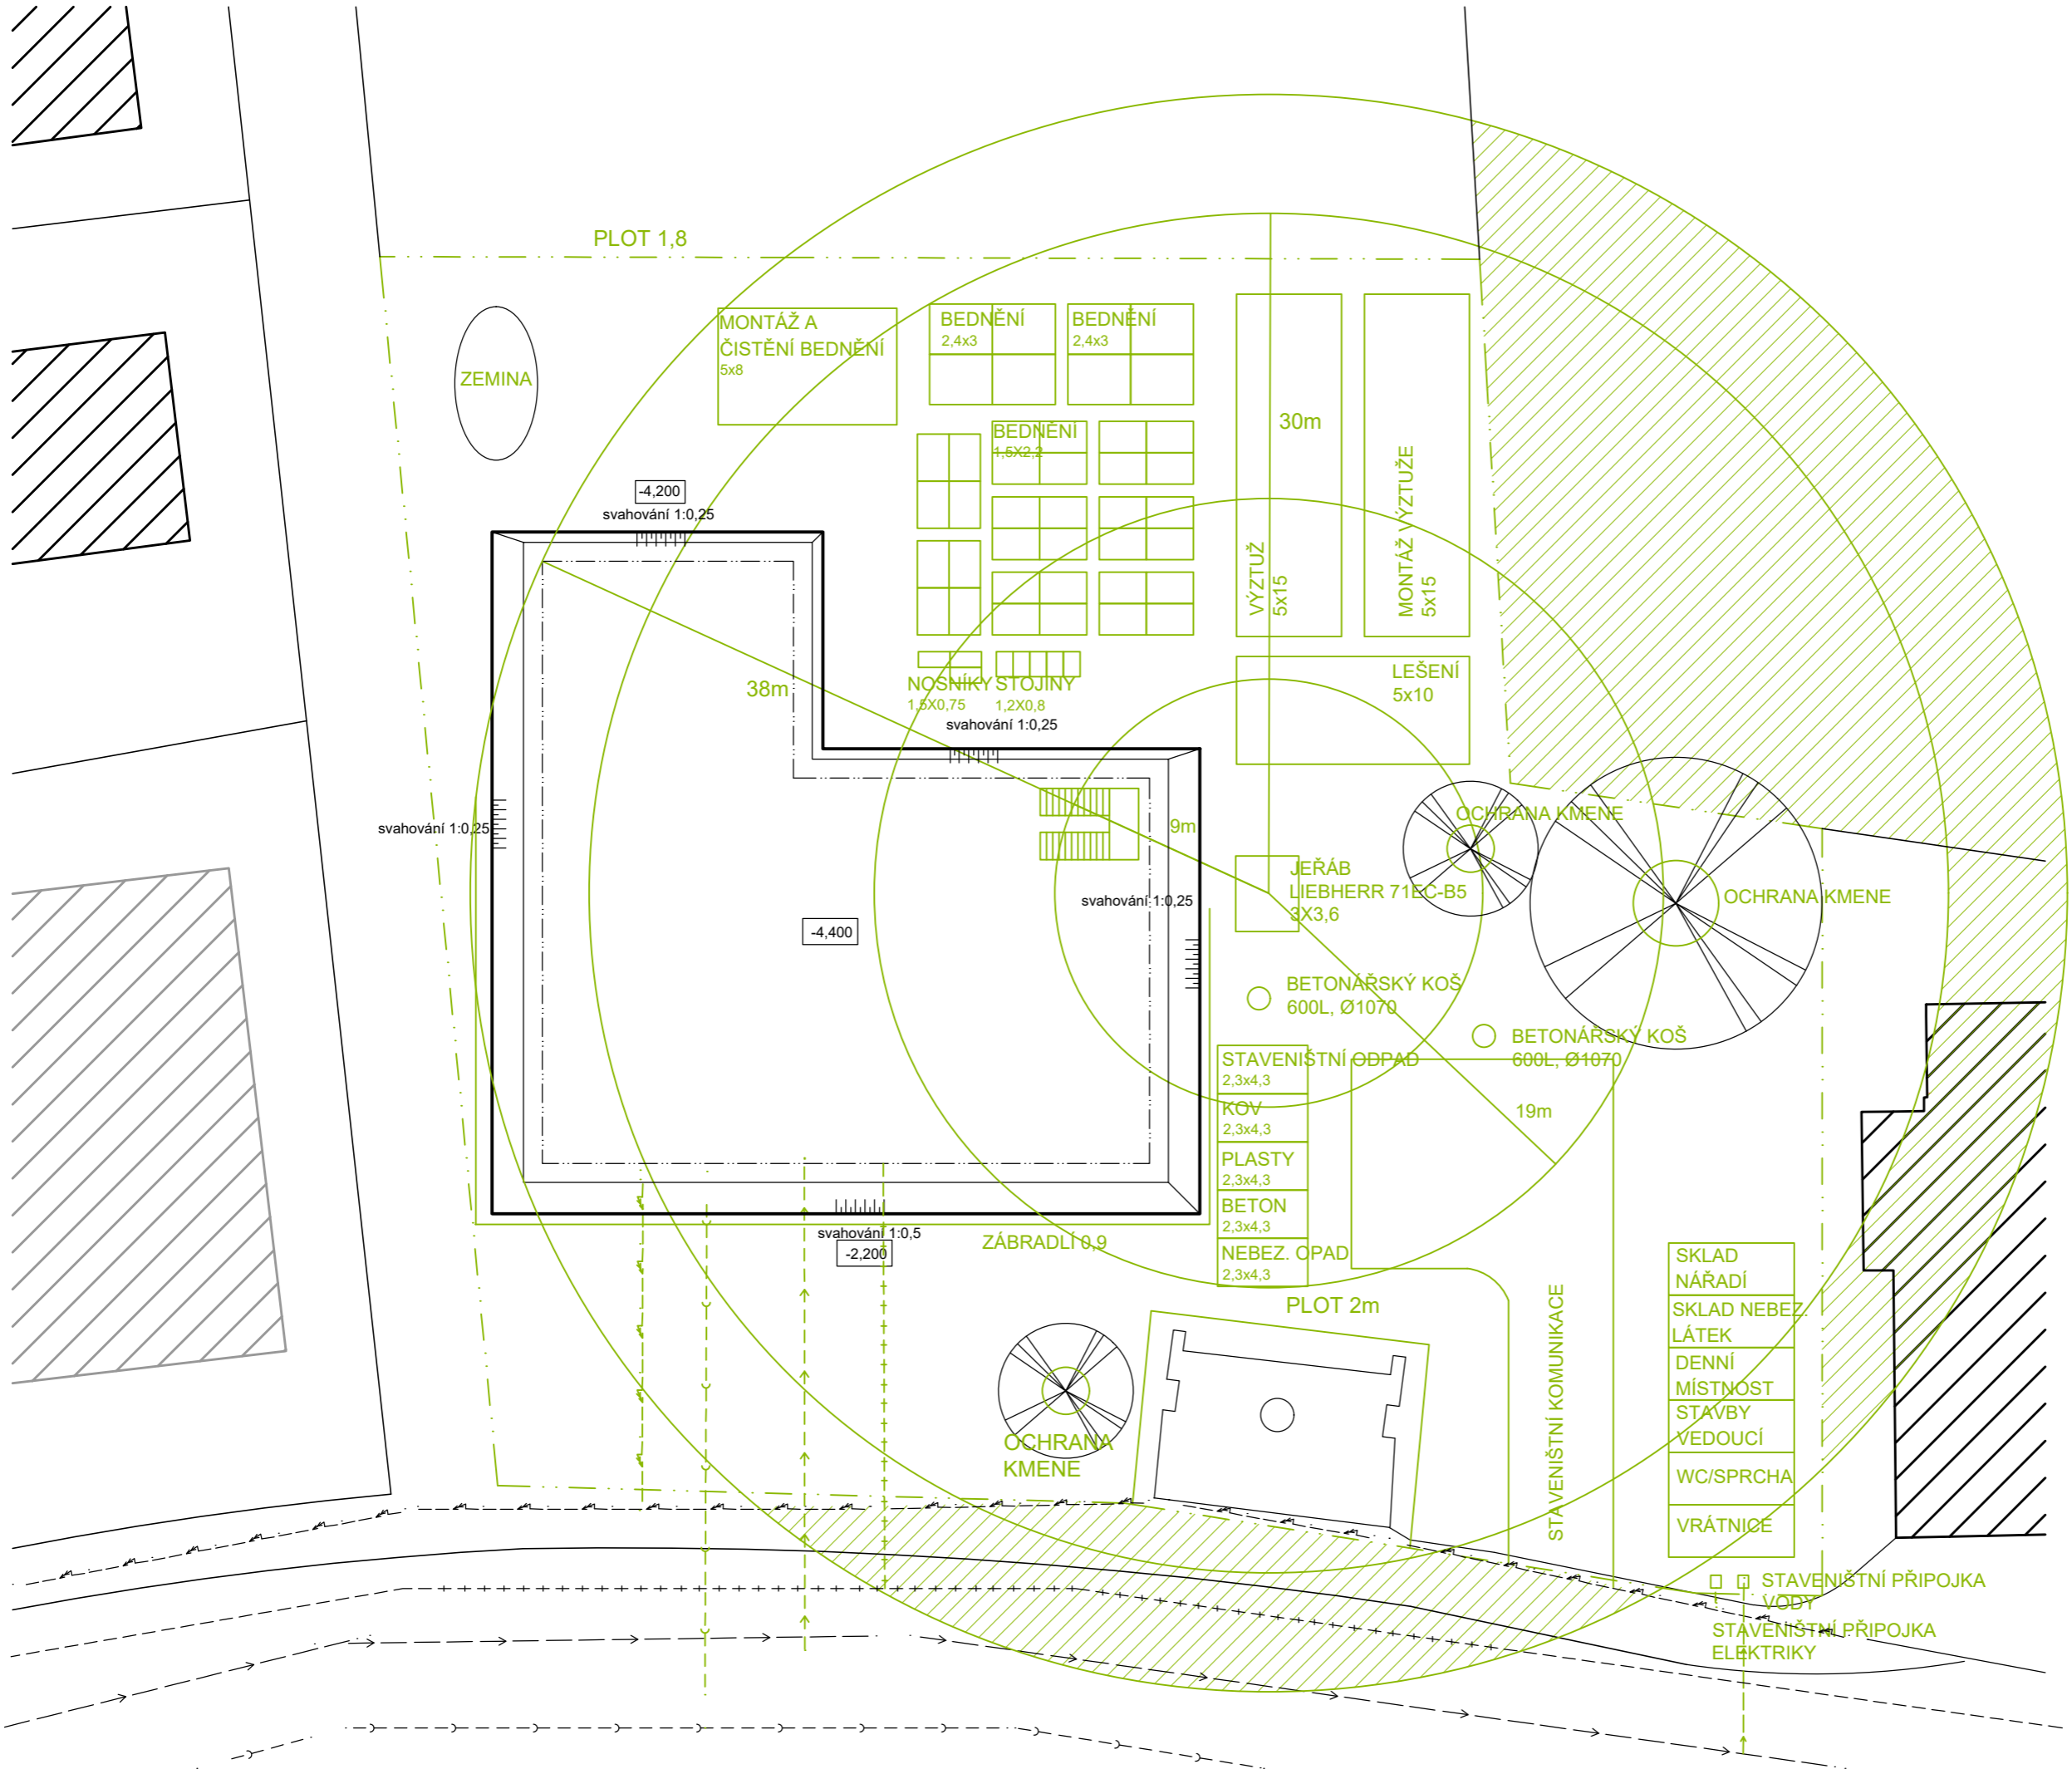 PLOT 1,8
MONTÁŽ A
ČISTĚNÍ BEDNĚNÍ
5x8
BEDNĚNÍ
2,4x3
BEDNĚNÍ
2,4x3
ZEMINA
BEDNĚNÍ
1,5X2,2
30m
VÝZTUŽ
5x15
MONTÁŽ VÝZTUŽE
5x15
-4,200
svahování 1:0,25
38m
NOSNÍKY
1,5X0,75
STOJINY
1,2X0,8
svahování 1:0,25
LEŠENÍ
5x10
svahování 1:0,25
9m
OCHRANA KMENE
JEŘÁB
LIEBHERR 71EC-B5
3X3,6
svahování 1:0,25
OCHRANA KMENE
-4,400
BETONÁŘSKÝ KOŠ
600L, Ø1070
BETONÁŘSKÝ KOŠ
600L, Ø1070
STAVENIŠTNÍ ODPAD
2,3x4,3
KOV
2,3x4,3
PLASTY
2,3x4,3
BETON
2,3x4,3
NEBEZ. OPAD
2,3x4,3
19m
svahování 1:0,5
-2,200
ZÁBRADLÍ 0,9
PLOT 2m
STAVENIŠTNÍ KOMUNIKACE
SKLAD
NÁŘADÍ
SKLAD NEBEZ.
LÁTEK
DENNÍ
MÍSTNOST
STAVBY
VEDOUCÍ
WC/SPRCHA
VRÁTNICE
OCHRANA
KMENE
STAVENIŠTNÍ PŘIPOJKA
VODY
STAVENIŠTNÍ PŘIPOJKA
ELEKTRIKY